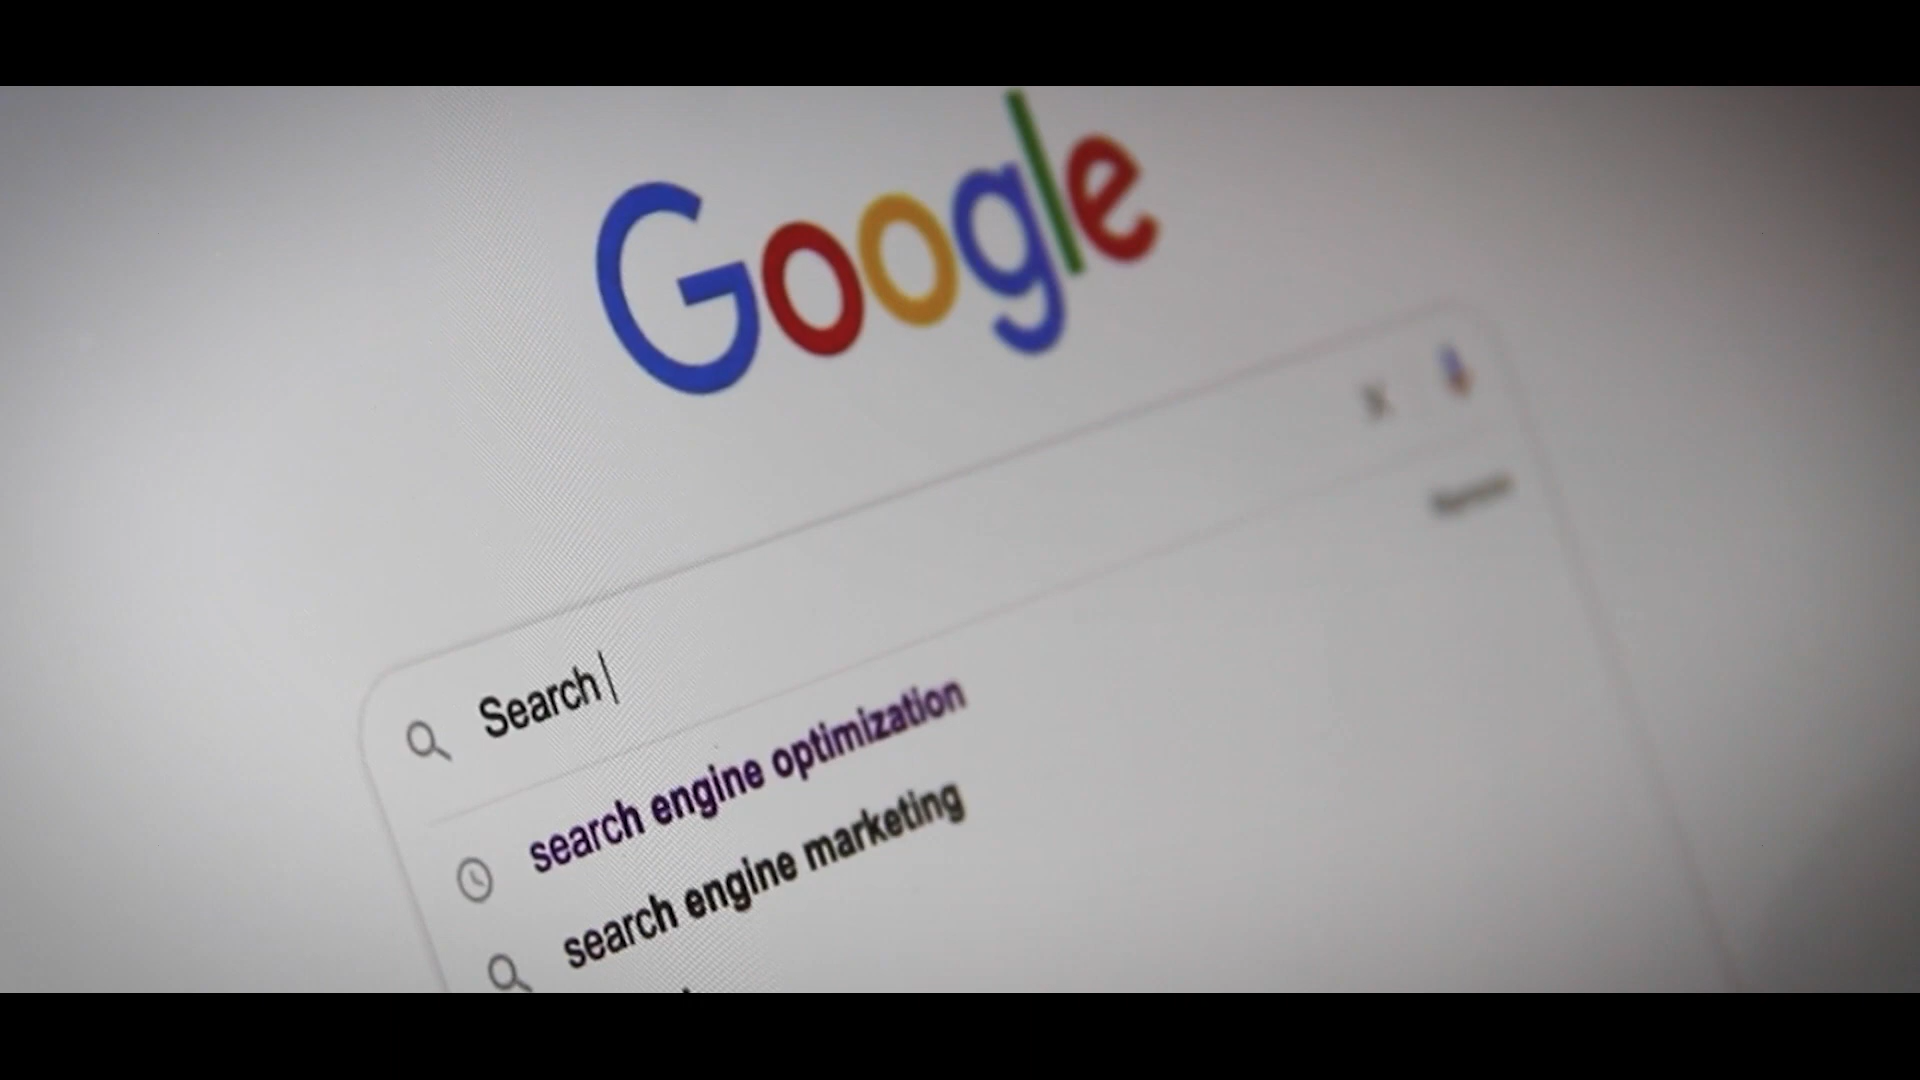 Google
Search
search engine optimization
search engine marketing